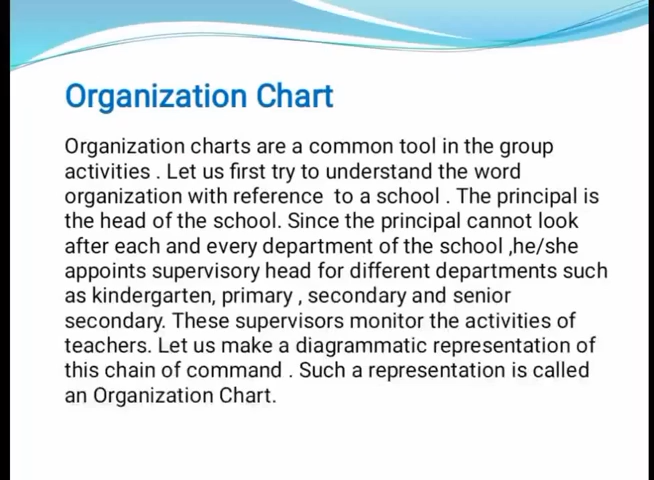 Organization Chart
Organization charts are a common tool in the group
activities . Let us first try to understand the word
organization with reference  to a school . The principal is
the head of the school. Since the principal cannot look
after each and every department of the school ,he/she
appoints supervisory head for different departments such
as kindergarten, primary , secondary and senior
secondary. These supervisors monitor the activities of
teachers. Let us make a diagrammatic representation of
this chain of command . Such a representation is called
an Organization Chart.